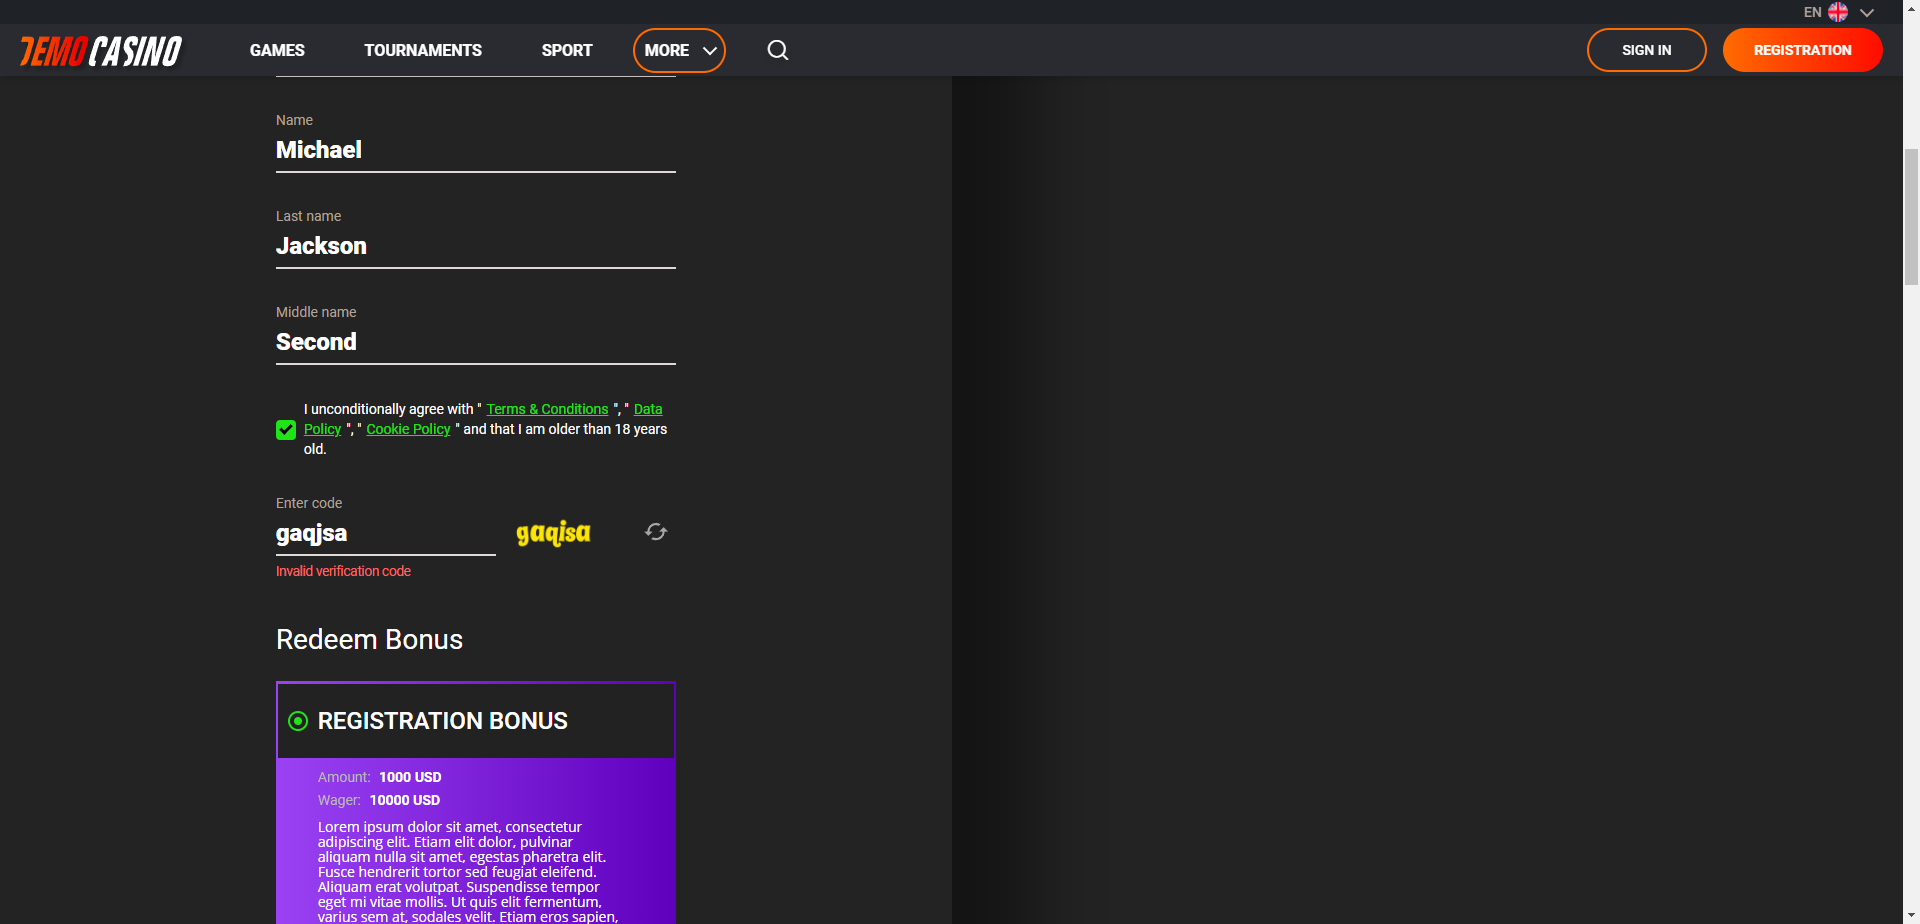 EN
DEMO CASINO
GAMES
TOURNAMENTS
SPORT
MORE
SIGN IN
REGISTRATION
Name
Michael
Last name
Jackson
Middle name
Second
I unconditionally agree with " Terms & Conditions ", " Data
Policy ", " Cookie Policy " and that I am older than 18 years
old.
Enter code
gaqjsa
gaqisa
Invalid verification code
Redeem Bonus
REGISTRATION BONUS
Amount: 1000 USD
Wager: 10000 USD
Lorem ipsum dolor sit amet, consectetur
adipiscing elit. Etiam elit dolor, pulvinar
aliquam nulla sit amet, egestas pharetra elit.
Fusce hendrerit tortor sed feugiat eleifend.
Aliquam erat volutpat. Suspendisse tempor
eget mi vitae mollis. Ut quis elit fermentum,
varius sem at, sodales velit. Etiam eros sapien,